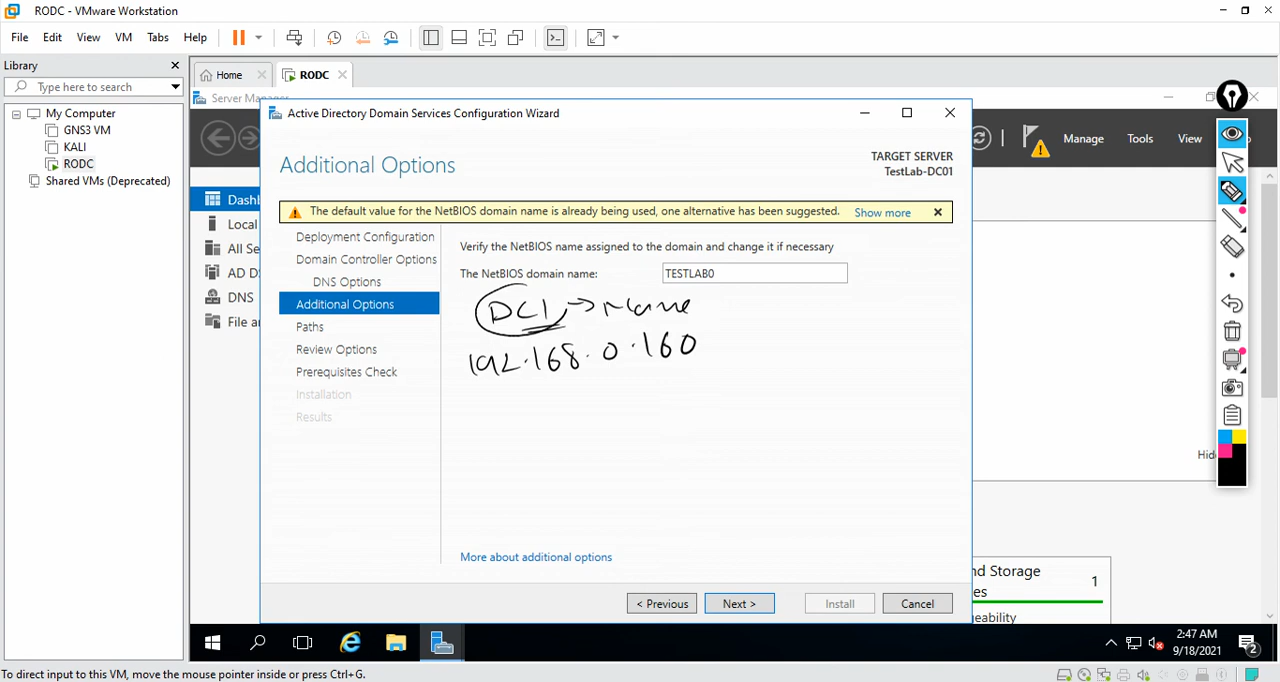 RODC - VMware Workstation
File Edit View VM Tabs Help
Library
Type here to search
My Computer
GNS3 VM
KALI
RODC
Shared VMs (Deprecated)
Home
RODC
Server Manager
Manage Tools View
Dashb
Local
All Se
AD DS
DNS
File an
Active Directory Domain Services Configuration Wizard
Additional Options
TARGET SERVER
TestLab-DC01
The default value for the NetBIOS domain name is already being used, one alternative has been suggested. Show more
Deployment Configuration
Domain Controller Options
DNS Options
Additional Options
Paths
Review Options
Prerequisites Check
Installation
Results
Verify the NetBIOS name assigned to the domain and change it if necessary
The NetBIOS domain name: TESTLAB0
DC1 → name
192.168.0.160
More about additional options
< Previous Next > Install Cancel
Hide
nd Storage
es 1
geability
2:47 AM
9/18/2021
2
To direct input to this VM, move the mouse pointer inside or press Ctrl+G.